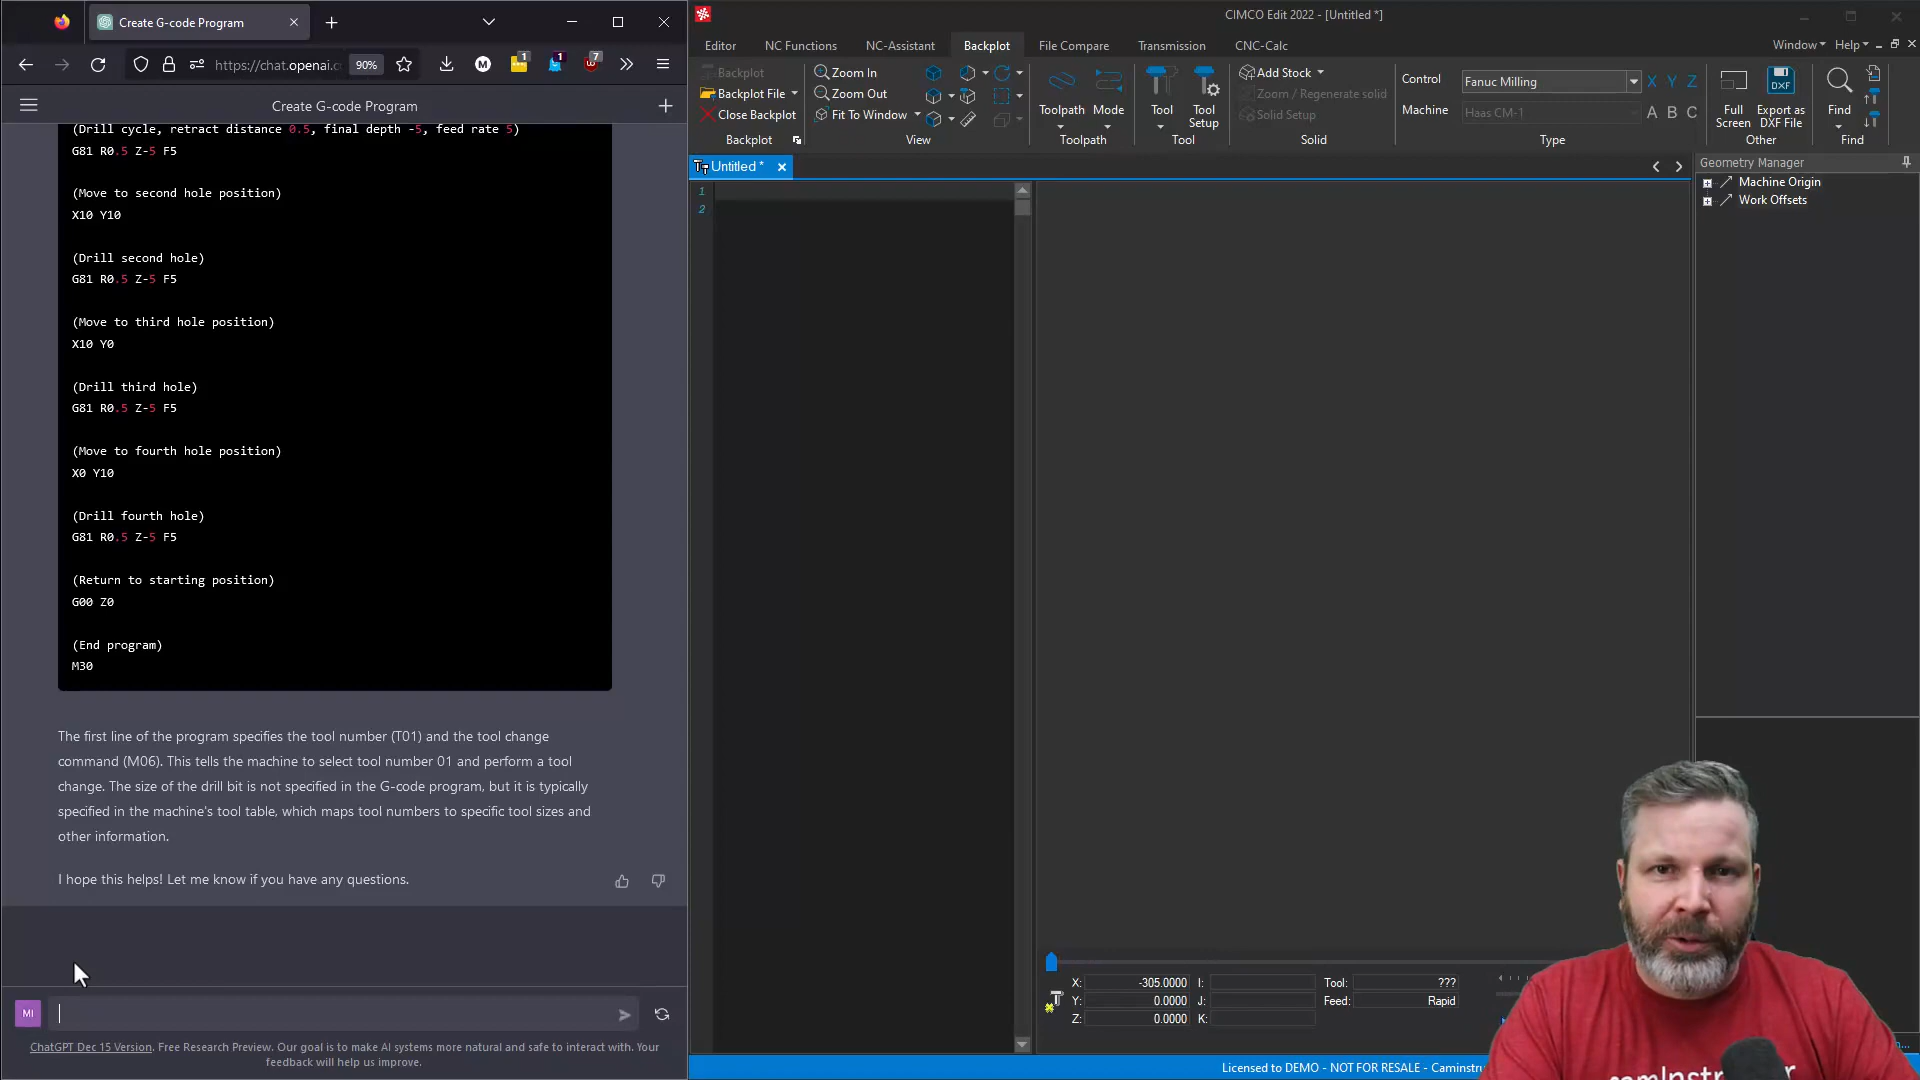 Create G-code Program
https://chat.openai.c
90%
1
1
7
Create G-code Program
(Drill cycle, retract distance 0.5, final depth -5, feed rate 5)
G81 R0.5 Z-5 F5
(Move to second hole position)
X10 Y10
(Drill second hole)
G81 R0.5 Z-5 F5
(Move to third hole position)
X10 Y0
(Drill third hole)
G81 R0.5 Z-5 F5
(Move to fourth hole position)
X0 Y10
(Drill fourth hole)
G81 R0.5 Z-5 F5
(Return to starting position)
G00 Z0
(End program)
M30
The first line of the program specifies the tool number (T01) and the tool change
command (M06). This tells the machine to select tool number 01 and perform a tool
change. The size of the drill bit is not specified in the G-code program, but it is typically
specified in the machine's tool table, which maps tool numbers to specific tool sizes and
other information.
I hope this helps! Let me know if you have any questions.
MI
ChatGPT Dec 15 Version. Free Research Preview. Our goal is to make AI systems more natural and safe to interact with. Your
feedback will help us improve.
CIMCO Edit 2022 - [Untitled *]
Editor NC Functions NC-Assistant Backplot File Compare Transmission CNC-Calc
Window Help
Backplot
Backplot File
Close Backplot
Backplot
Zoom In
Zoom Out
Fit To Window
View
Toolpath Mode
Toolpath
Tool Tool Setup
Tool
Add Stock
Zoom / Regenerate solid
Solid Setup
Solid
Control Fanuc Milling X Y Z
Machine Haas CM-1 A B C
Type
Full Screen Export as DXF File
Other
Find
Find
Untitled *
1
2
Geometry Manager
Machine Origin
Work Offsets
X: -305.0000 I: Tool: ???
Y: 0.0000 J: Feed: Rapid
Z: 0.0000 K:
Licensed to DEMO - NOT FOR RESALE - Caminstru